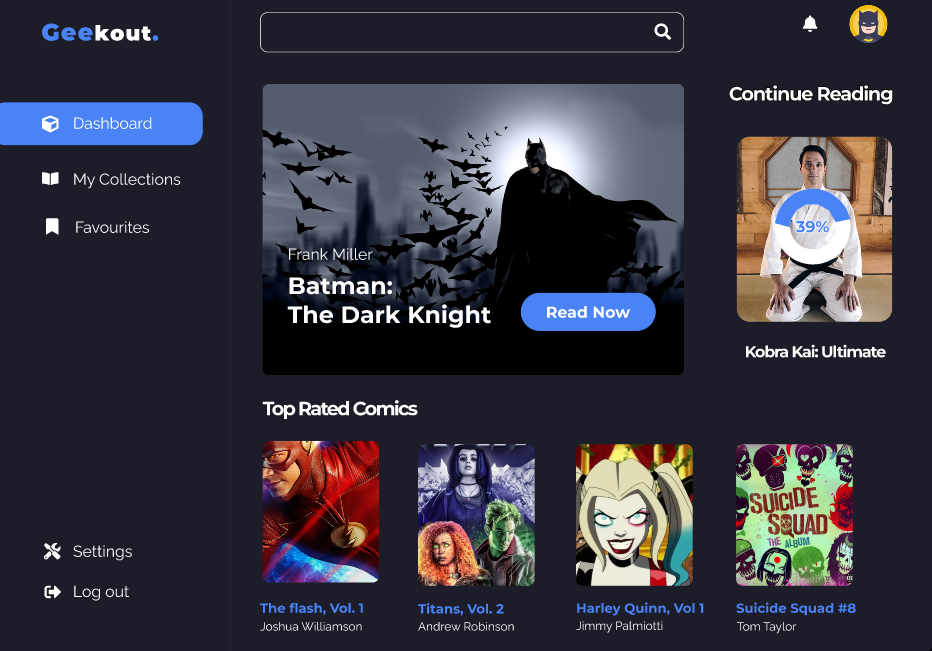 Geekout.
Dashboard
My Collections
Favourites
Settings
Log out
Frank Miller
Batman:
The Dark Knight
Read Now
Continue Reading
39%
Kobra Kai: Ultimate
Top Rated Comics
The flash, Vol. 1
Joshua Williamson
Titans, Vol. 2
Andrew Robinson
Harley Quinn, Vol 1
Jimmy Palmiotti
SUICIDE
SQUAD
THE ALBUM
Suicide Squad #8
Tom Taylor